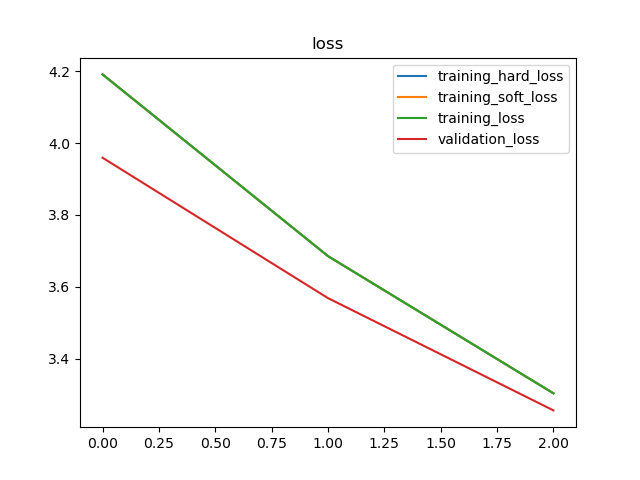 loss
training_hard_loss
training_soft_loss
training_loss
validation_loss
4.2
4.0
3.8
3.6
3.4
0.00 0.25 0.50 0.75 1.00 1.25 1.50 1.75 2.00